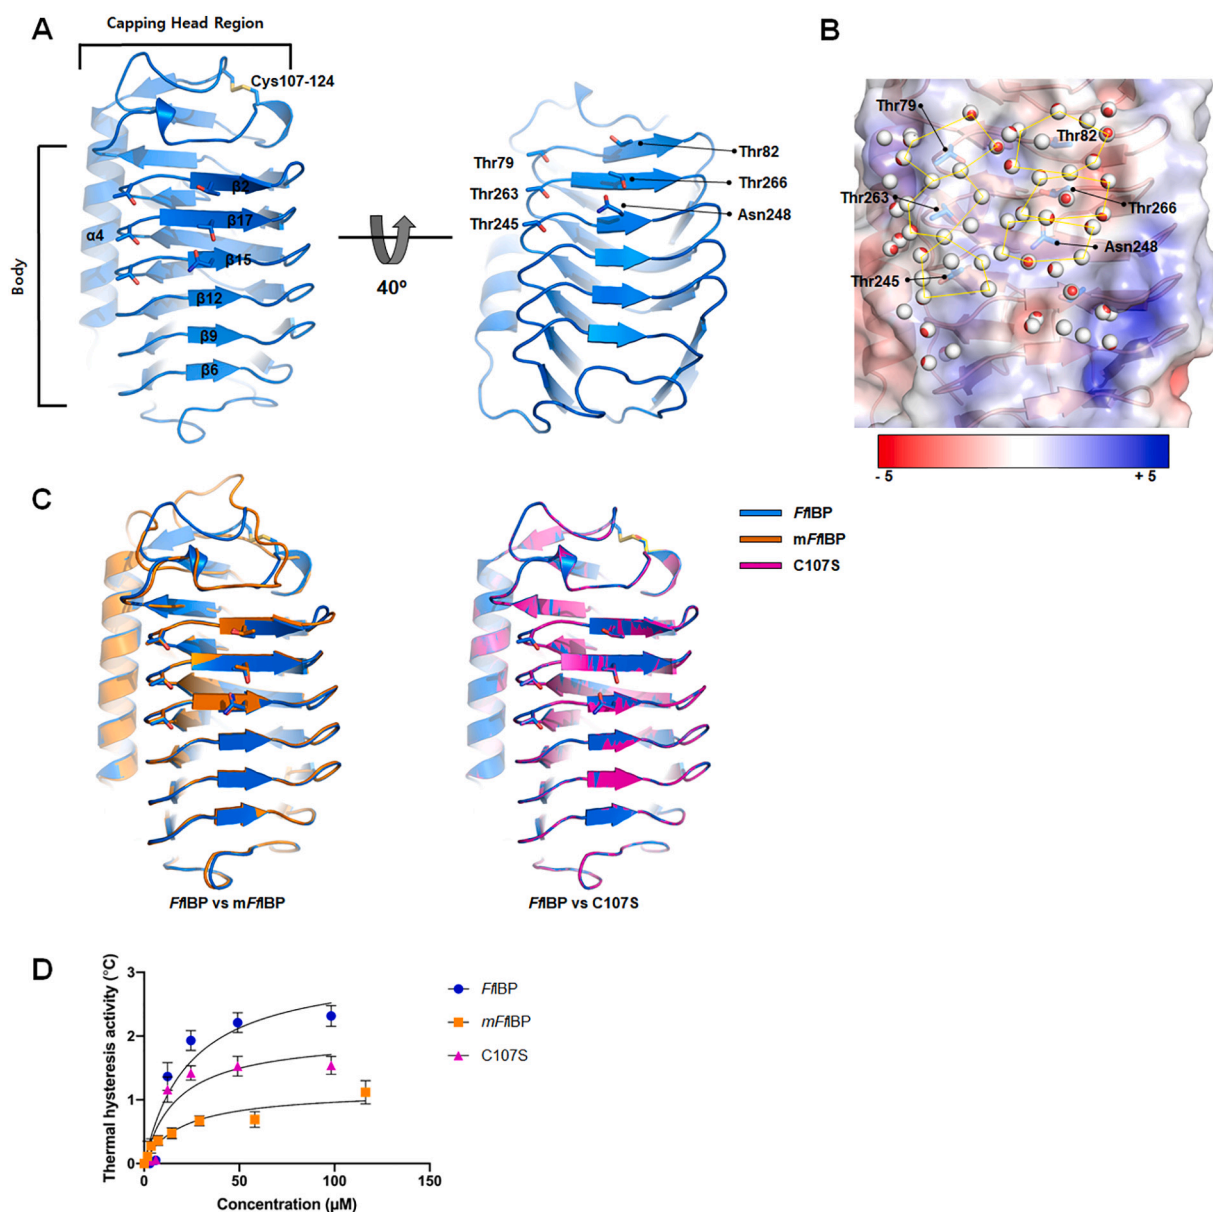 A
Capping Head Region
Cys107-124
Body
α4
β2
β17
β15
β12
β9
β6
40º
Thr79
Thr263
Thr245
Thr82
Thr266
Asn248
B
Thr79
Thr82
Thr263
Thr266
Asn248
Thr245
- 5
+ 5
C
FfIBP
mFfIBP
C107S
FfIBP vs mFfIBP
FfIBP vs C107S
D
Thermal hysteresis activity (°C)
3
2
1
0
0
50
100
150
Concentration (µM)
FfIBP
mFfIBP
C107S